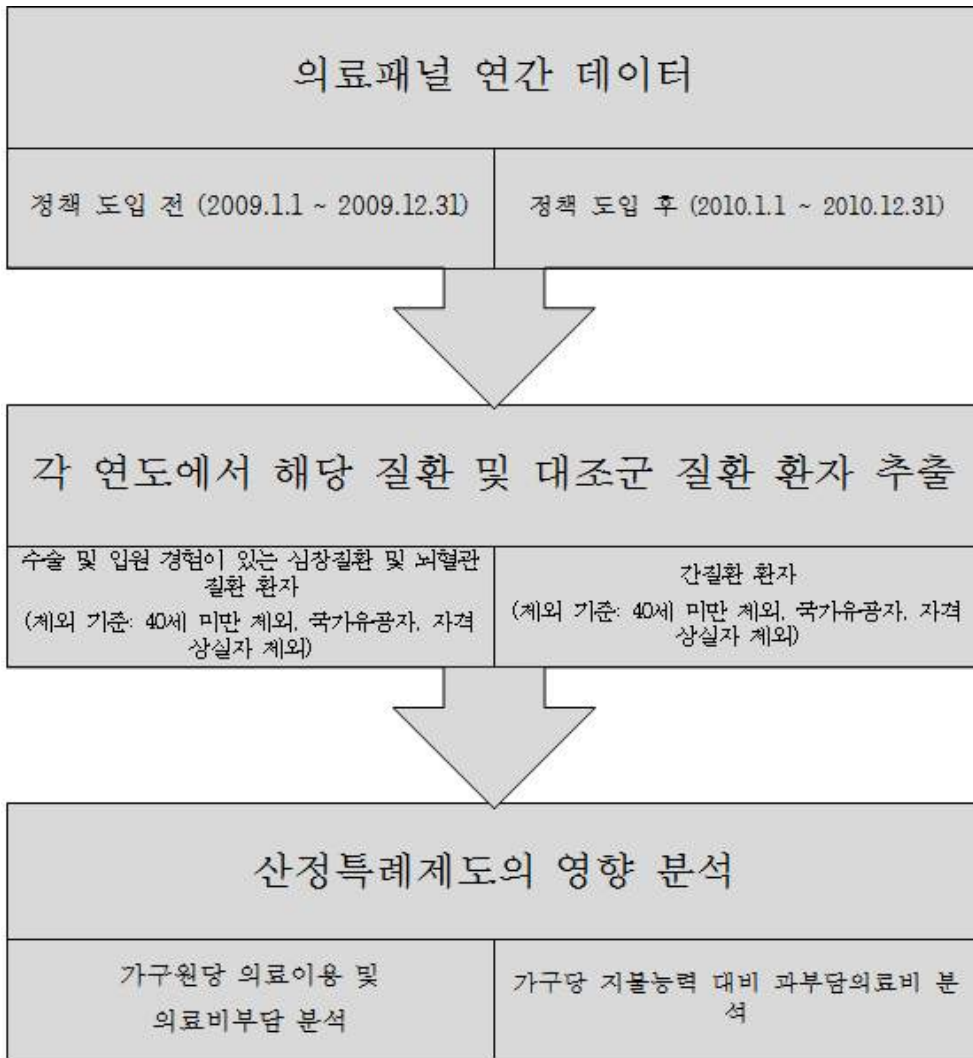 의료패널 연간 데이터
정책 도입 전 (2009.1.1 ~ 2009.12.31)
정책 도입 후 (2010.1.1 ~ 2010.12.31)
각 연도에서 해당 질환 및 대조군 질환 환자 추출
수술 및 입원 경험이 있는 심장질환 및 뇌혈관
질환 환자
(제외 기준: 40세 미만 제외, 국가유공자, 자격
상실자 제외)
간질환 환자
(제외 기준: 40세 미만 제외, 국가유공자, 자격
상실자 제외)
산정특례제도의 영향 분석
가구원당 의료이용 및
의료비부담 분석
가구당 지불능력 대비 과부담의료비 분
석